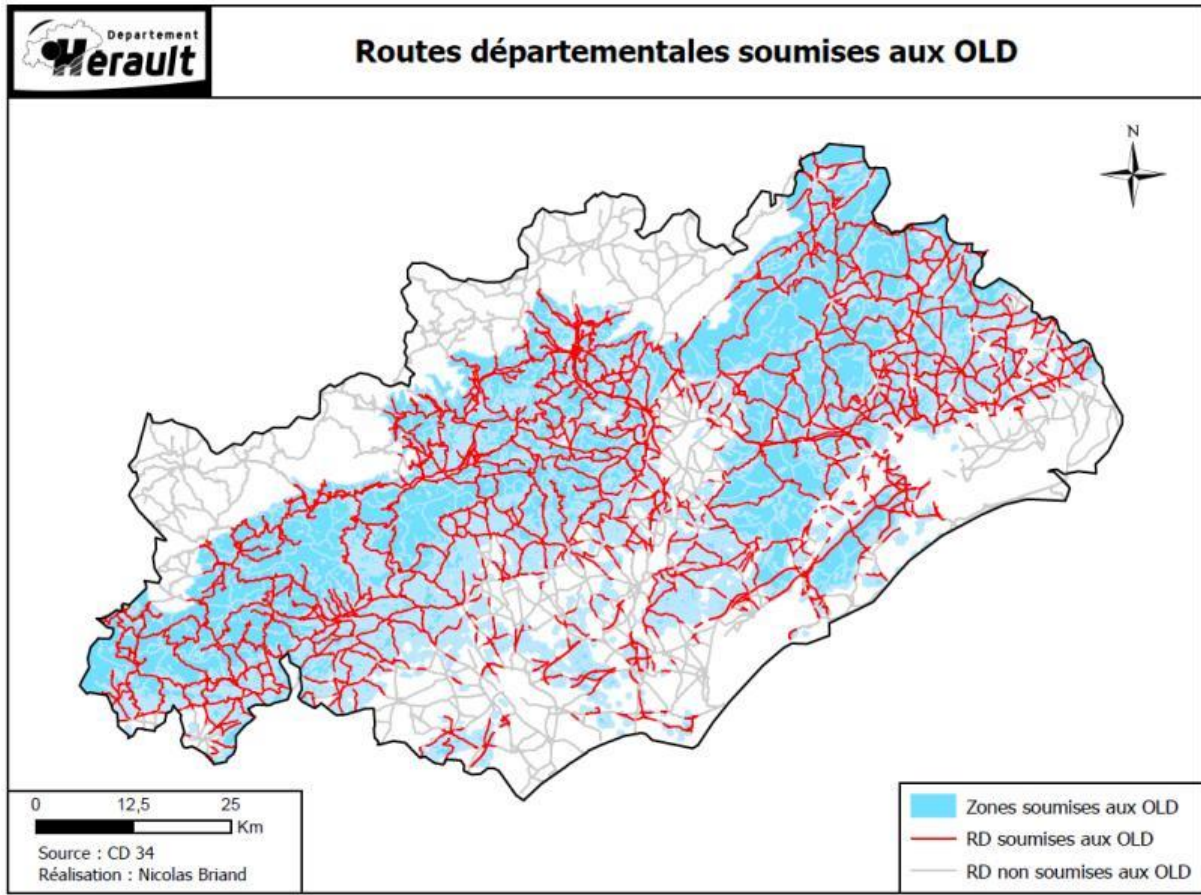 Departement
Hérault
Routes départementales soumises aux OLD
N
0 12,5 25
Km
Source : CD 34
Réalisation : Nicolas Briand
Zones soumises aux OLD
RD soumises aux OLD
RD non soumises aux OLD